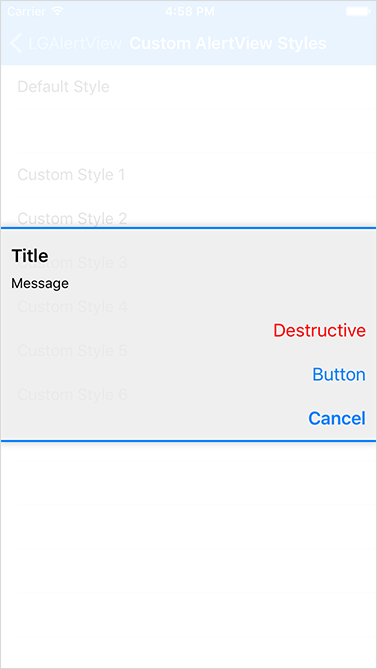 Carrier 4:58 PM
LGAlertView Custom AlertView Styles
Default Style
Custom Style 1
Custom Style 2
Title
Custom Style 3
Message
Custom Style 4
Destructive
Custom Style 5
Button
Custom Style 6
Cancel